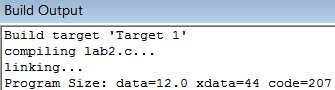 Build Output
Build target 'Target 1'
compiling lab2.c...
linking...
Program Size: data=12.0 xdata=44 code=207